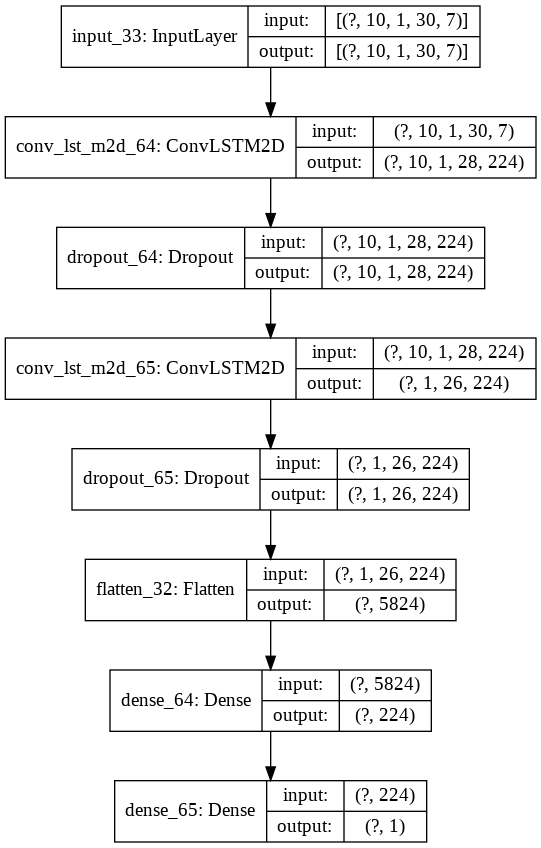 input_33: InputLayer
input: [(?, 10, 1, 30, 7)]
output: [(?, 10, 1, 30, 7)]
conv_lst_m2d_64: ConvLSTM2D
input: (?, 10, 1, 30, 7)
output: (?, 10, 1, 28, 224)
dropout_64: Dropout
input: (?, 10, 1, 28, 224)
output: (?, 10, 1, 28, 224)
conv_lst_m2d_65: ConvLSTM2D
input: (?, 10, 1, 28, 224)
output: (?, 1, 26, 224)
dropout_65: Dropout
input: (?, 1, 26, 224)
output: (?, 1, 26, 224)
flatten_32: Flatten
input: (?, 1, 26, 224)
output: (?, 5824)
dense_64: Dense
input: (?, 5824)
output: (?, 224)
dense_65: Dense
input: (?, 224)
output: (?, 1)